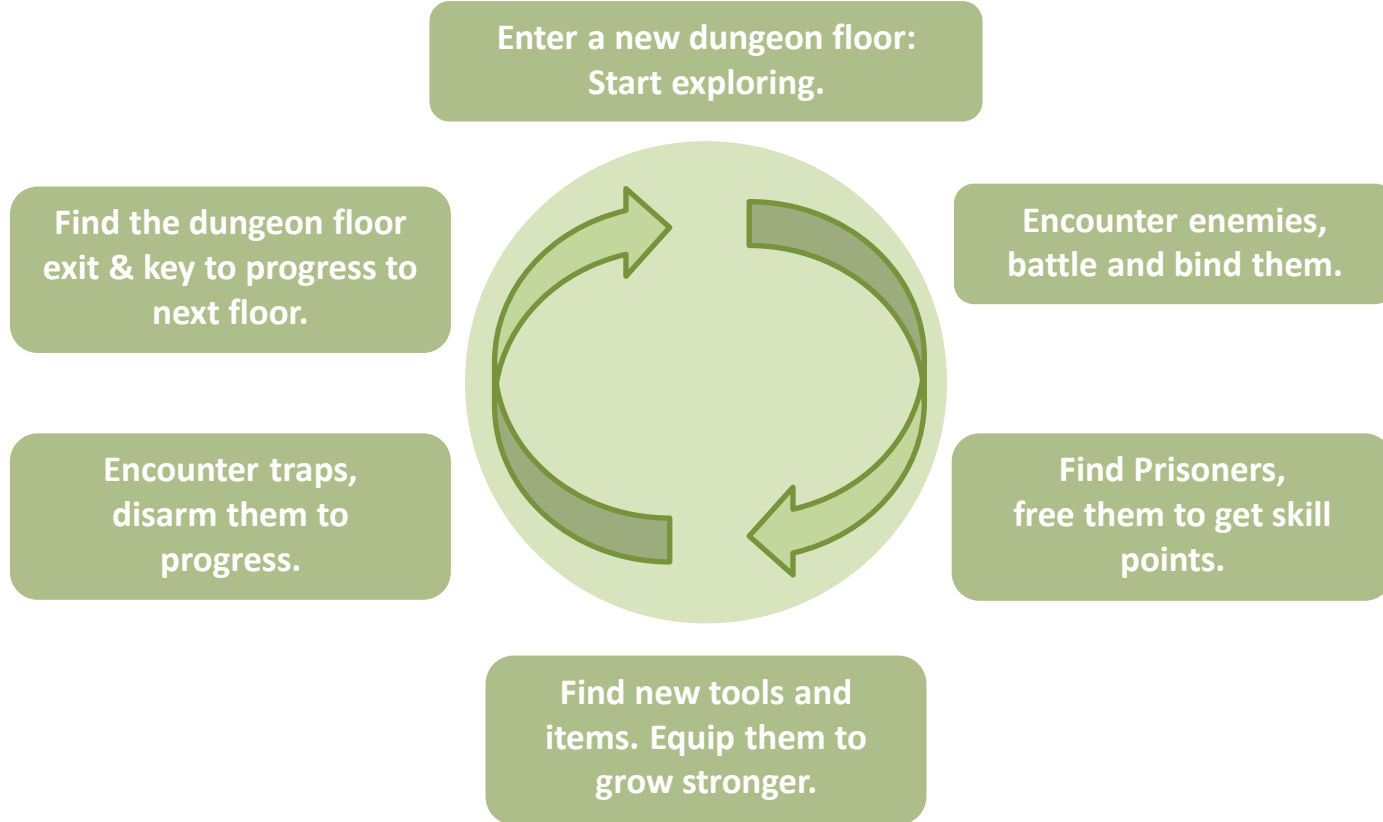 Enter a new dungeon floor:
Start exploring.
Encounter enemies,
battle and bind them.
Find Prisoners,
free them to get skill
points.
Find new tools and
items. Equip them to
grow stronger.
Encounter traps,
disarm them to
progress.
Find the dungeon floor
exit & key to progress to
next floor.